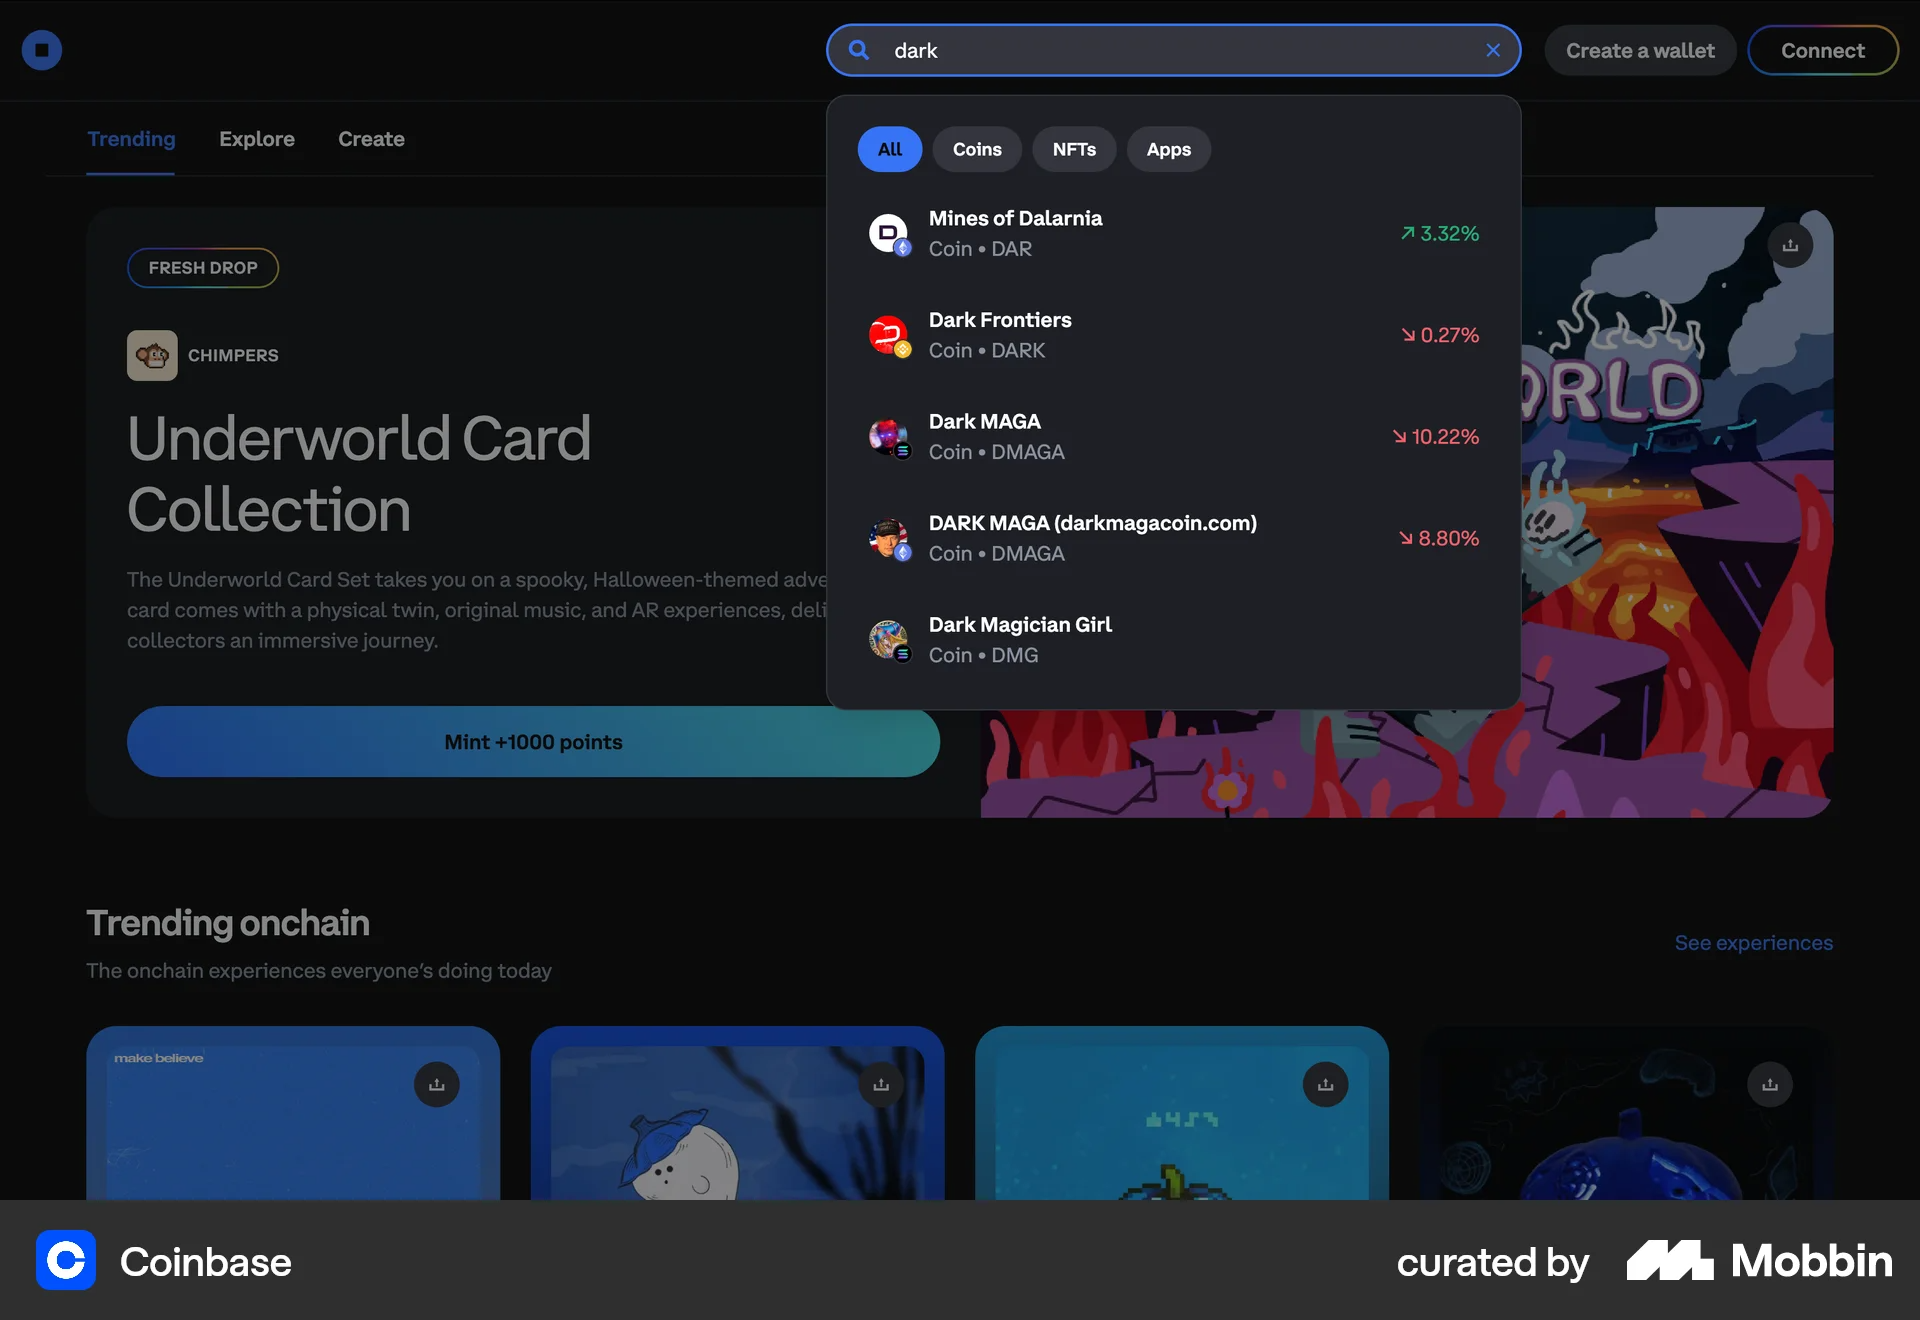 dark
Create a wallet
Connect
Trending
Explore
Create
All
Coins
NFTs
Apps
Mines of Dalarnia
Coin • DAR
3.32%
Dark Frontiers
Coin • DARK
0.27%
Dark MAGA
Coin • DMAGA
10.22%
DARK MAGA (darkmagacoin.com)
Coin • DMAGA
8.80%
Dark Magician Girl
Coin • DMG
FRESH DROP
CHIMPERS
Underworld Card
Collection
The Underworld Card Set takes you on a spooky, Halloween-themed adve
card comes with a physical twin, original music, and AR experiences, deli
collectors an immersive journey.
Mint +1000 points
ORLD
Trending onchain
The onchain experiences everyone's doing today
See experiences
make believe
Coinbase
curated by
Mobbin